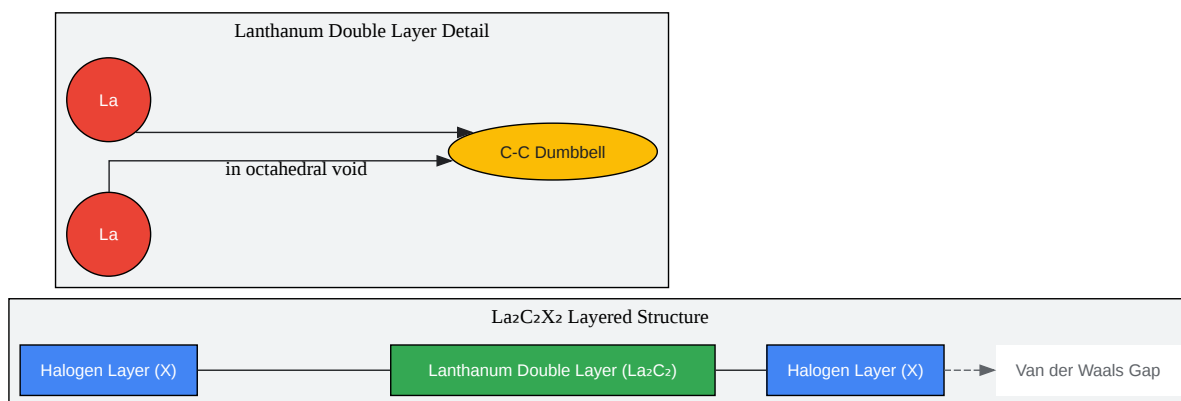 Lanthanum Double Layer Detail
La
C-C Dumbbell
in octahedral void
La
La₂C₂X₂ Layered Structure
Halogen Layer (X)
Lanthanum Double Layer (La₂C₂)
Halogen Layer (X)
Van der Waals Gap